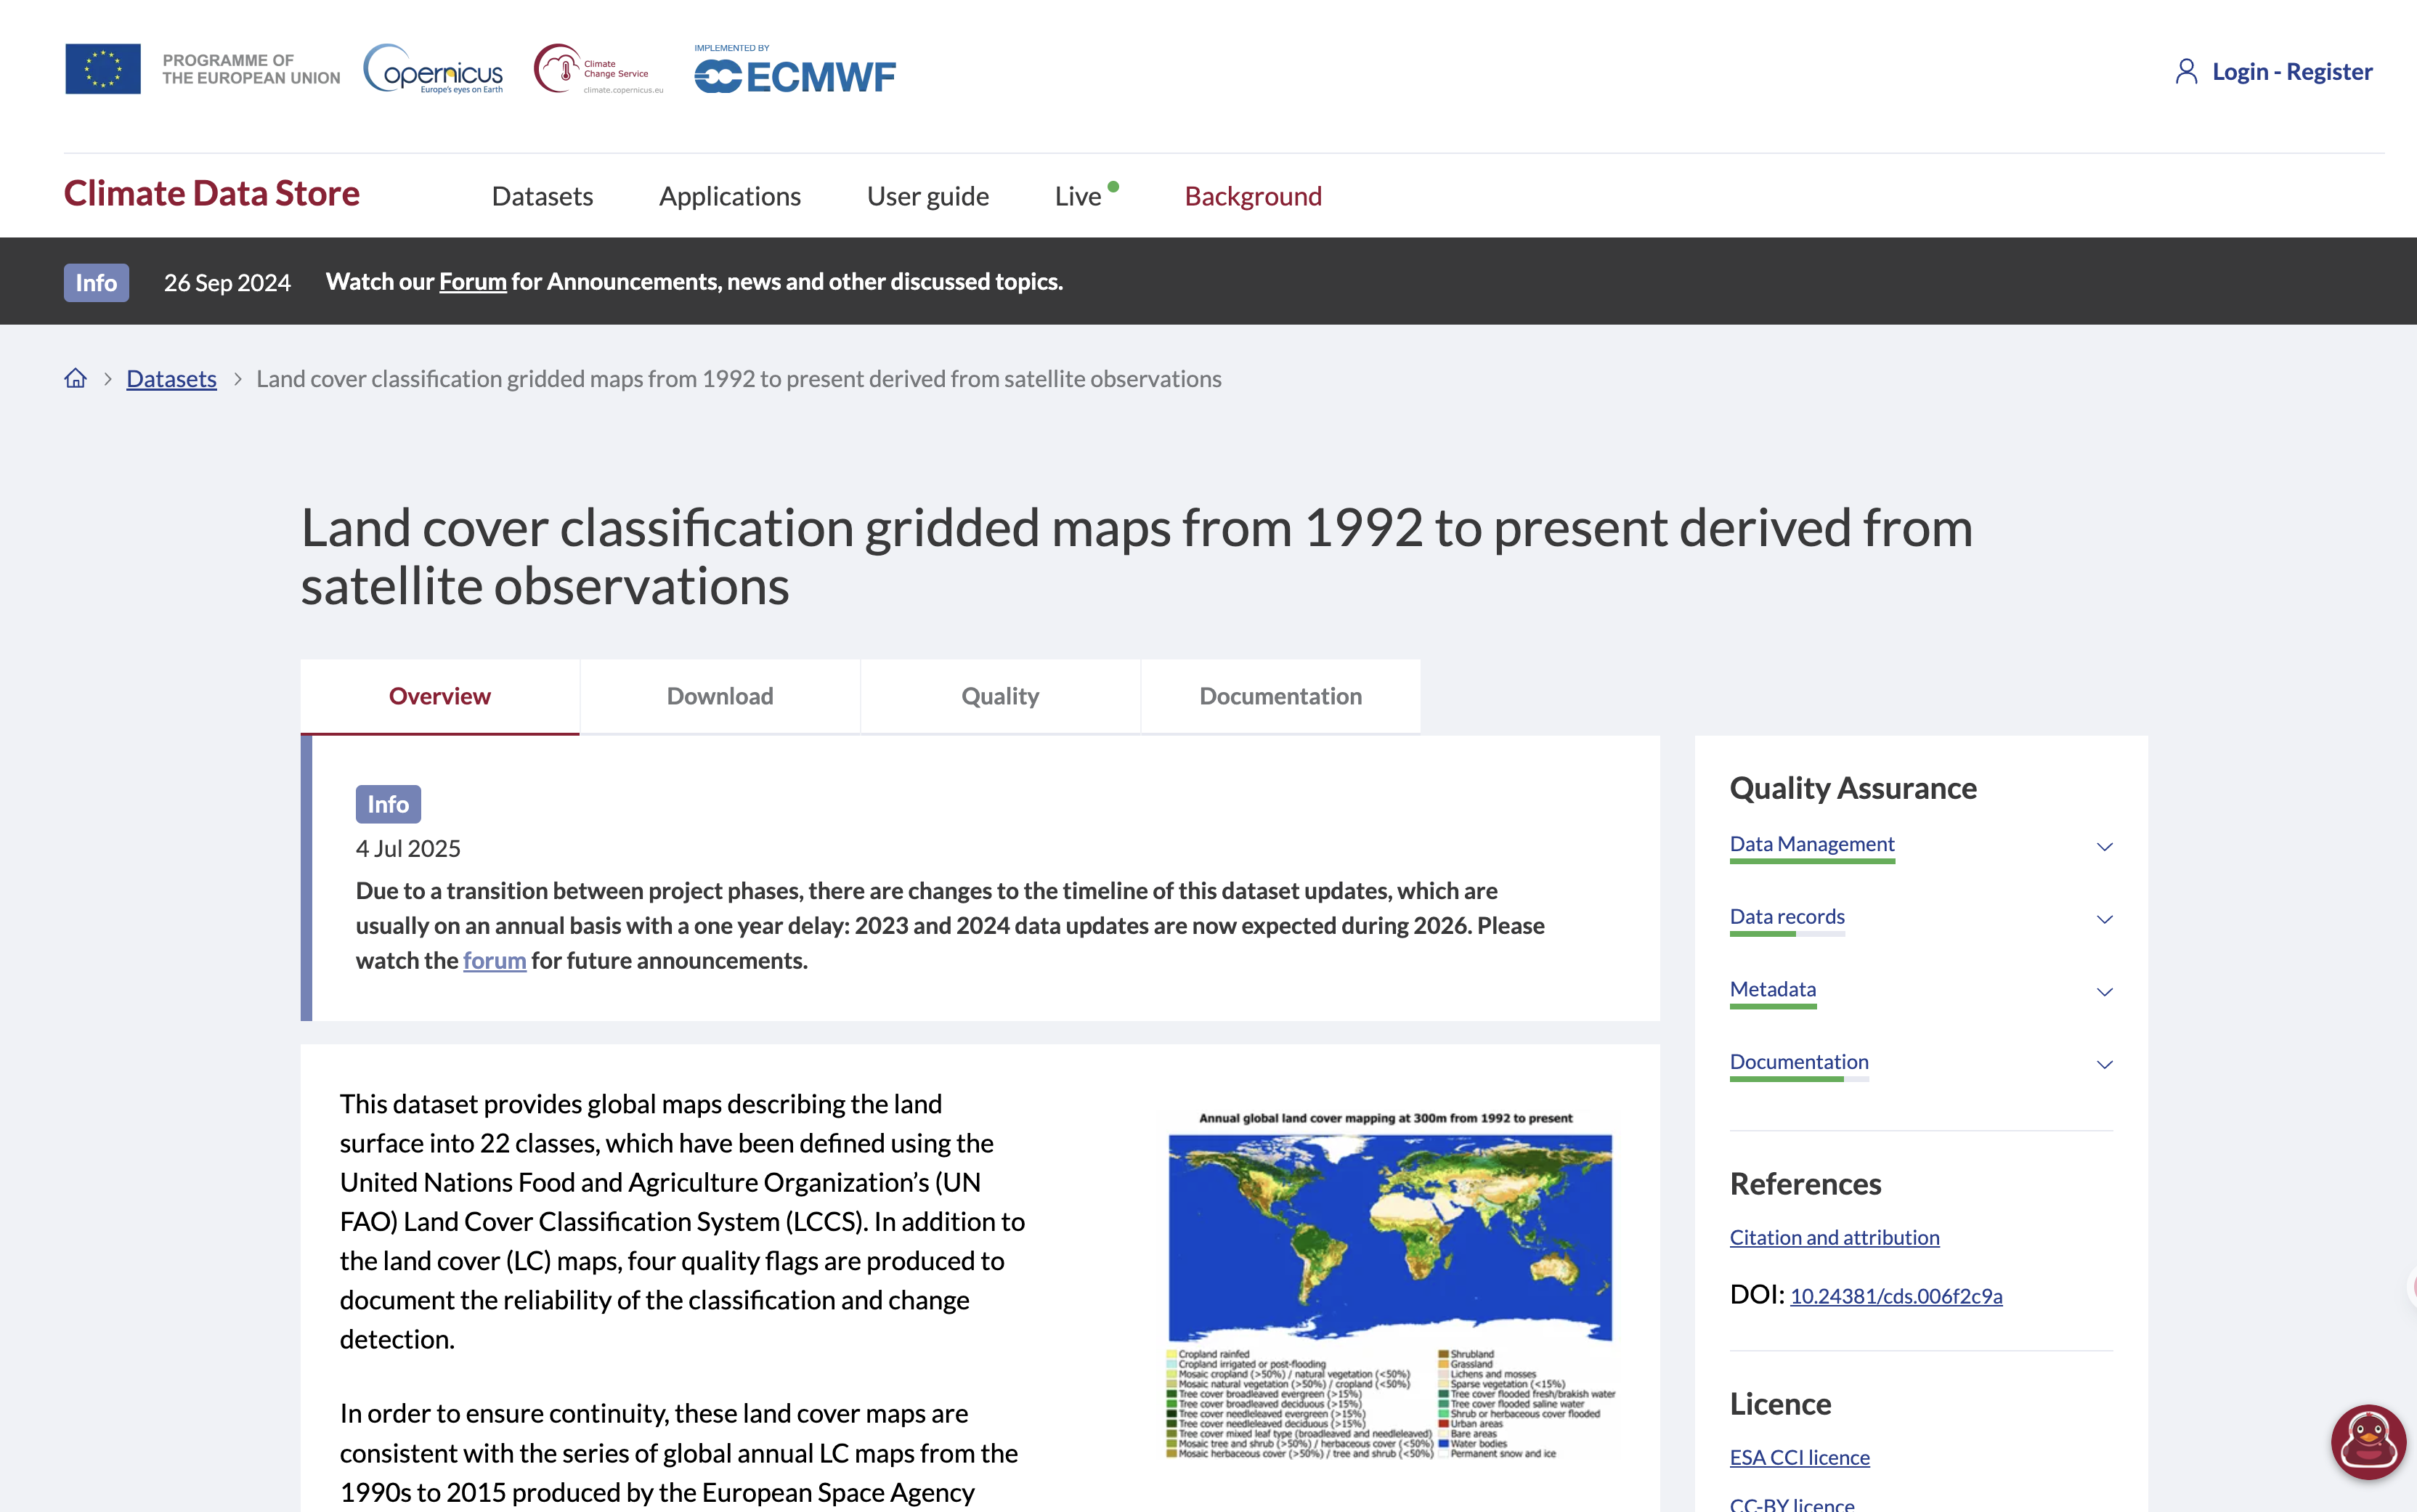 PROGRAMME OF
THE EUROPEAN UNION
opernicus
Europe's eyes on Earth
Climate
Change Service
climate.copernicus.eu
IMPLEMENTED BY
ECMWF
Login - Register
Climate Data Store
Datasets
Applications
User guide
Live
Background
Info
26 Sep 2024
Watch our Forum for Announcements, news and other discussed topics.
Datasets
Land cover classification gridded maps from 1992 to present derived from satellite observations
Land cover classification gridded maps from 1992 to present derived from
satellite observations
Overview
Download
Quality
Documentation
Info
4 Jul 2025
Due to a transition between project phases, there are changes to the timeline of this dataset updates, which are
usually on an annual basis with a one year delay: 2023 and 2024 data updates are now expected during 2026. Please
watch the forum for future announcements.
This dataset provides global maps describing the land
surface into 22 classes, which have been defined using the
United Nations Food and Agriculture Organization’s (UN
FAO) Land Cover Classification System (LCCS). In addition to
the land cover (LC) maps, four quality flags are produced to
document the reliability of the classification and change
detection.
In order to ensure continuity, these land cover maps are
consistent with the series of global annual LC maps from the
1990s to 2015 produced by the European Space Agency
Annual global land cover mapping at 300m from 1992 to present
Cropland rainfed
Cropland irrigated or post-flooding
Mosaic cropland (>50%) / natural vegetation (<50%)
Mosaic natural vegetation (>50%) / cropland (<50%)
Tree cover broadleaved evergreen (>15%)
Tree cover broadleaved deciduous (>15%)
Tree cover needleleaved evergreen (>15%)
Tree cover needleleaved deciduous (>15%)
Tree cover mixed leaf type (broadleaved and needleleaved)
Mosaic tree and shrub (>50%) / herbaceous cover (<50%)
Mosaic herbaceous cover (>50%) / tree and shrub (<50%)
Shrubland
Grassland
Lichens and mosses
Sparse vegetation (<15%)
Tree cover flooded fresh/brakish water
Tree cover flooded saline water
Shrub or herbaceous cover flooded
Urban areas
Bare areas
Water bodies
Permanent snow and ice
Quality Assurance
Data Management
Data records
Metadata
Documentation
References
Citation and attribution
DOI: 10.24381/cds.006f2c9a
Licence
ESA CCI licence
CC-BY licence